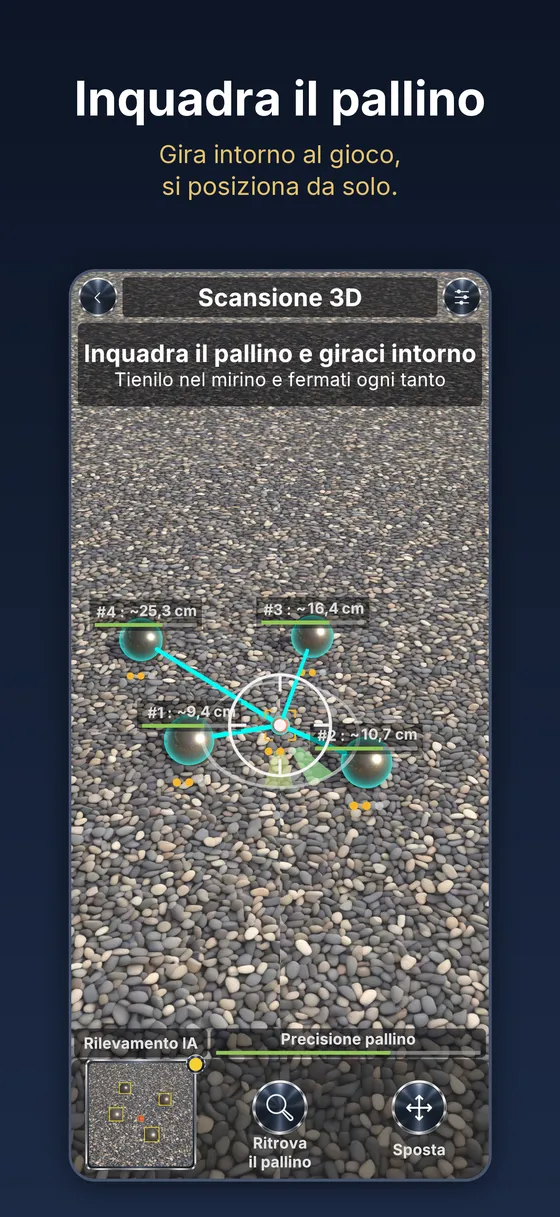 Inquadra il pallino
Gira intorno al gioco,
si posiziona da solo.
Scansione 3D
Inquadra il pallino e giraci intorno
Tienilo nel mirino e fermati ogni tanto
#4 : ~25,3 cm
#3 : ~16,4 cm
#1 : ~9,4 cm
#2 : ~10,7 cm
Rilevamento IA
Precisione pallino
Ritrova
il pallino
Sposta